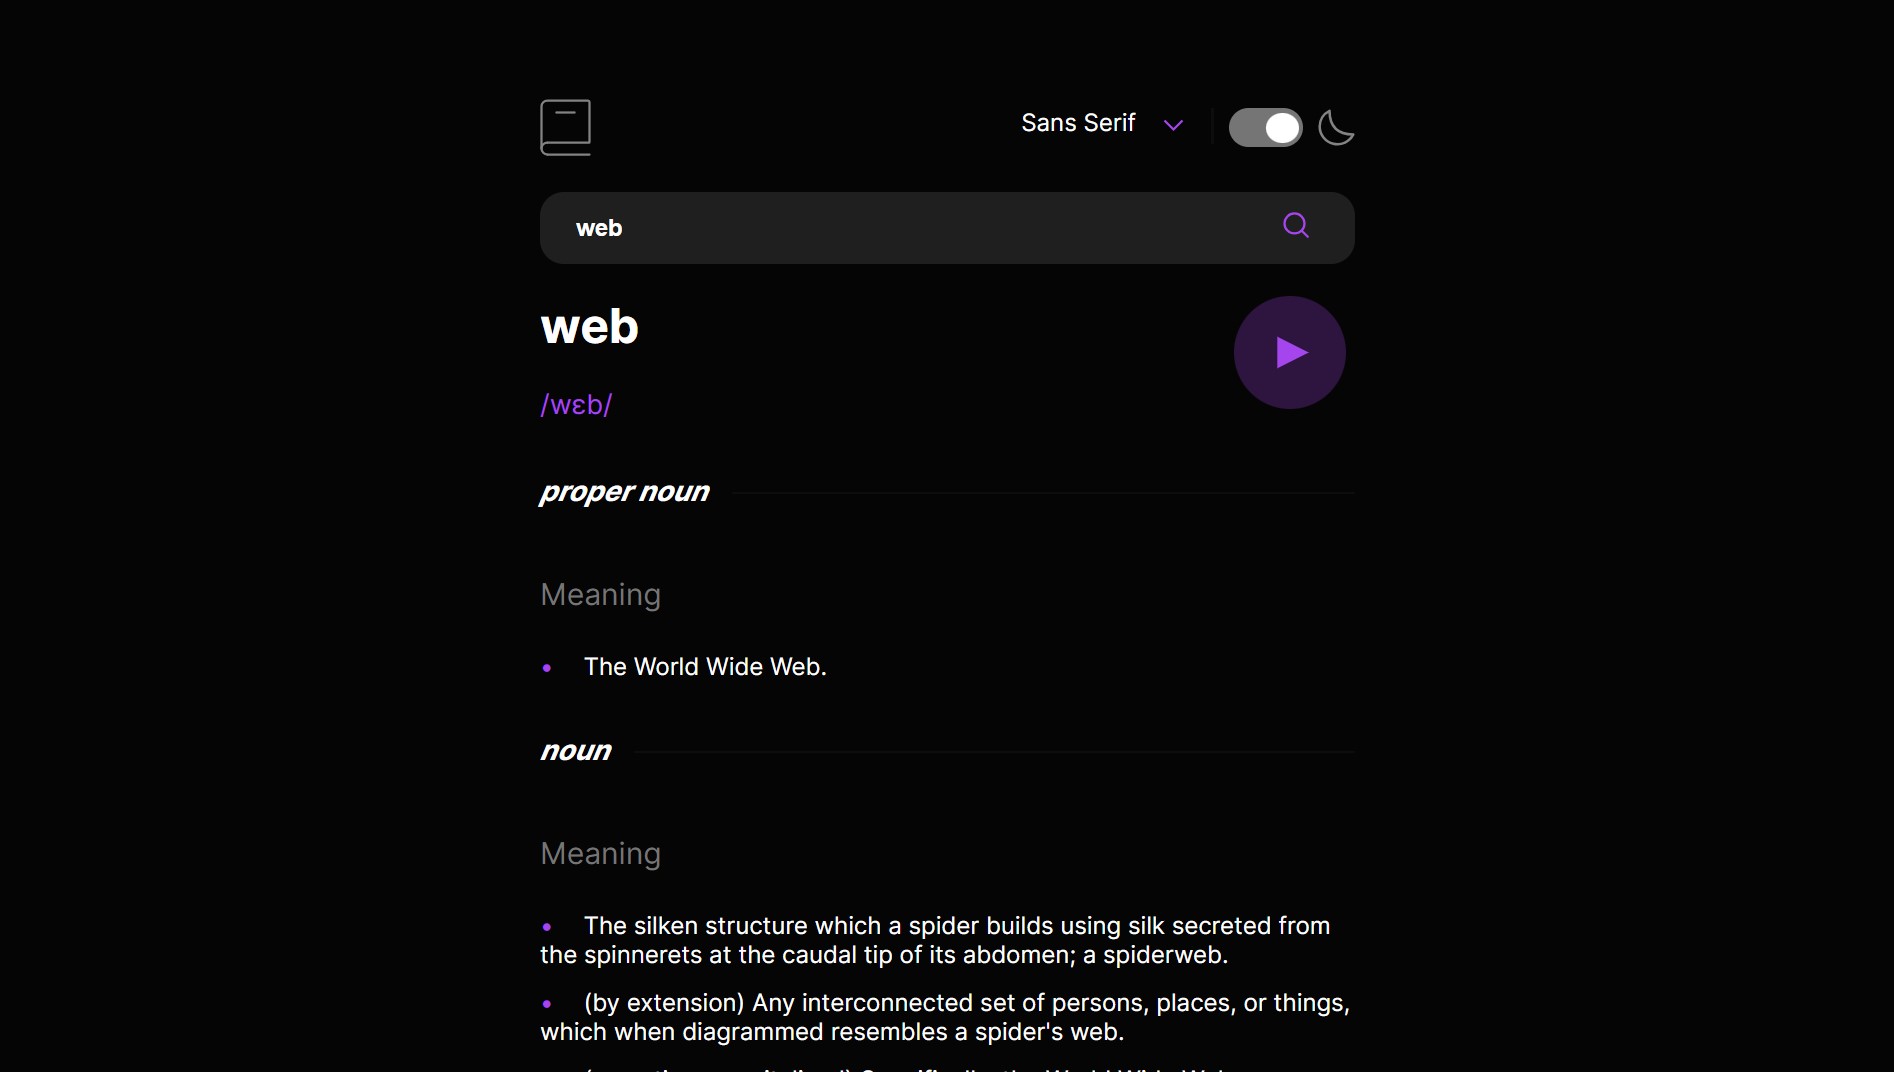 Sans Serif
web
web
/wɛb/
proper noun
Meaning
• The World Wide Web.
noun
Meaning
• The silken structure which a spider builds using silk secreted from
the spinnerets at the caudal tip of its abdomen; a spiderweb.
• (by extension) Any interconnected set of persons, places, or things,
which when diagrammed resembles a spider's web.